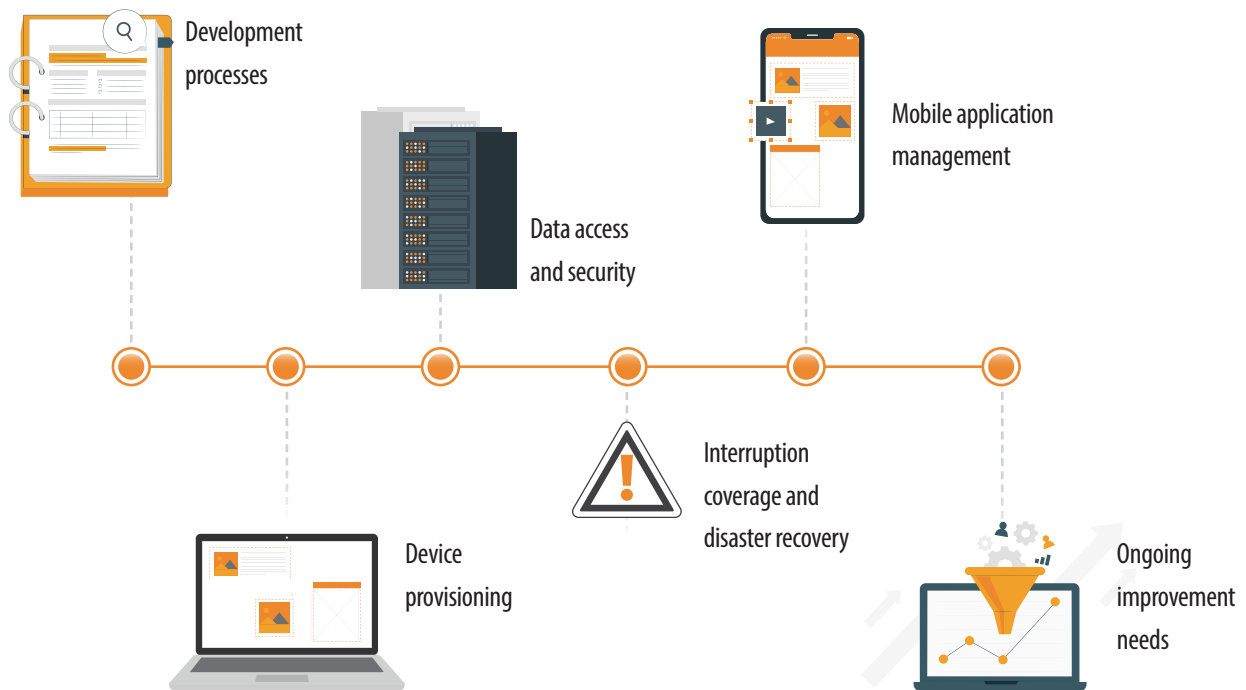 Development
processes
Device
provisioning
Data access
and security
Interruption
coverage and
disaster recovery
Mobile application
management
Ongoing
improvement
needs